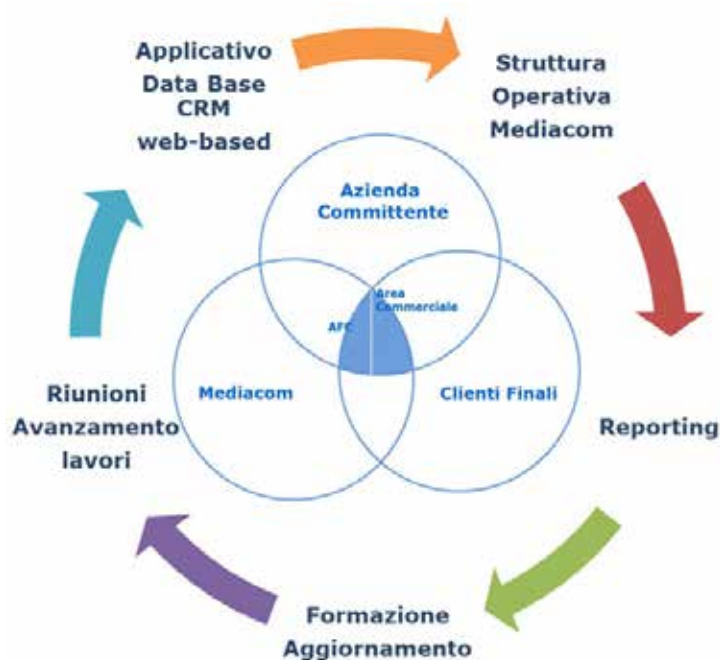 Applicativo
Data Base
CRM
web-based
Struttura
Operativa
Mediacom
Azienda
Committente
Area
Commerciale
AFC
Mediacom
Clienti Finali
Riunioni
Avanzamento
lavori
Reporting
Formazione
Aggiornamento